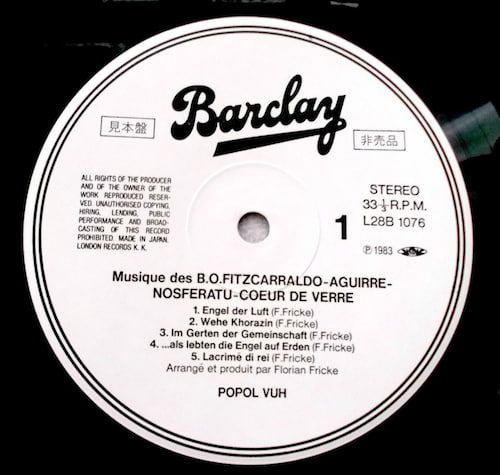 Barclay
見本盤
非売品
ALL RIGHTS OF THE PRODUCER
AND OF THE OWNER OF THE
WORK REPRODUCED RESER-
VED. UNAUTHORISED COPYING,
HIRING, LENDING, PUBLIC
PERFORMANCE AND BROAD-
CASTING OF THIS RECORD
PROHIBITED. MADE IN JAPAN.
LONDON RECORDS K. K.
STEREO
33⅓ R.P.M.
L28B 1076
1
Ⓟ 1983
Musique des B.O.FITZCARRALDO-AGUIRRE-
NOSFERATU-COEUR DE VERRE
1. Engel der Luft (F.Fricke)
2. Wehe Khorazin (F.Fricke)
3. Im Gerten der Gemeinschaft (F.Fricke)
4. ...als lebten die Engel auf Erden (F.Fricke)
5. Lacrimé di rei (F.Fricke)
Arrangé et produit par Florian Fricke
POPOL VUH